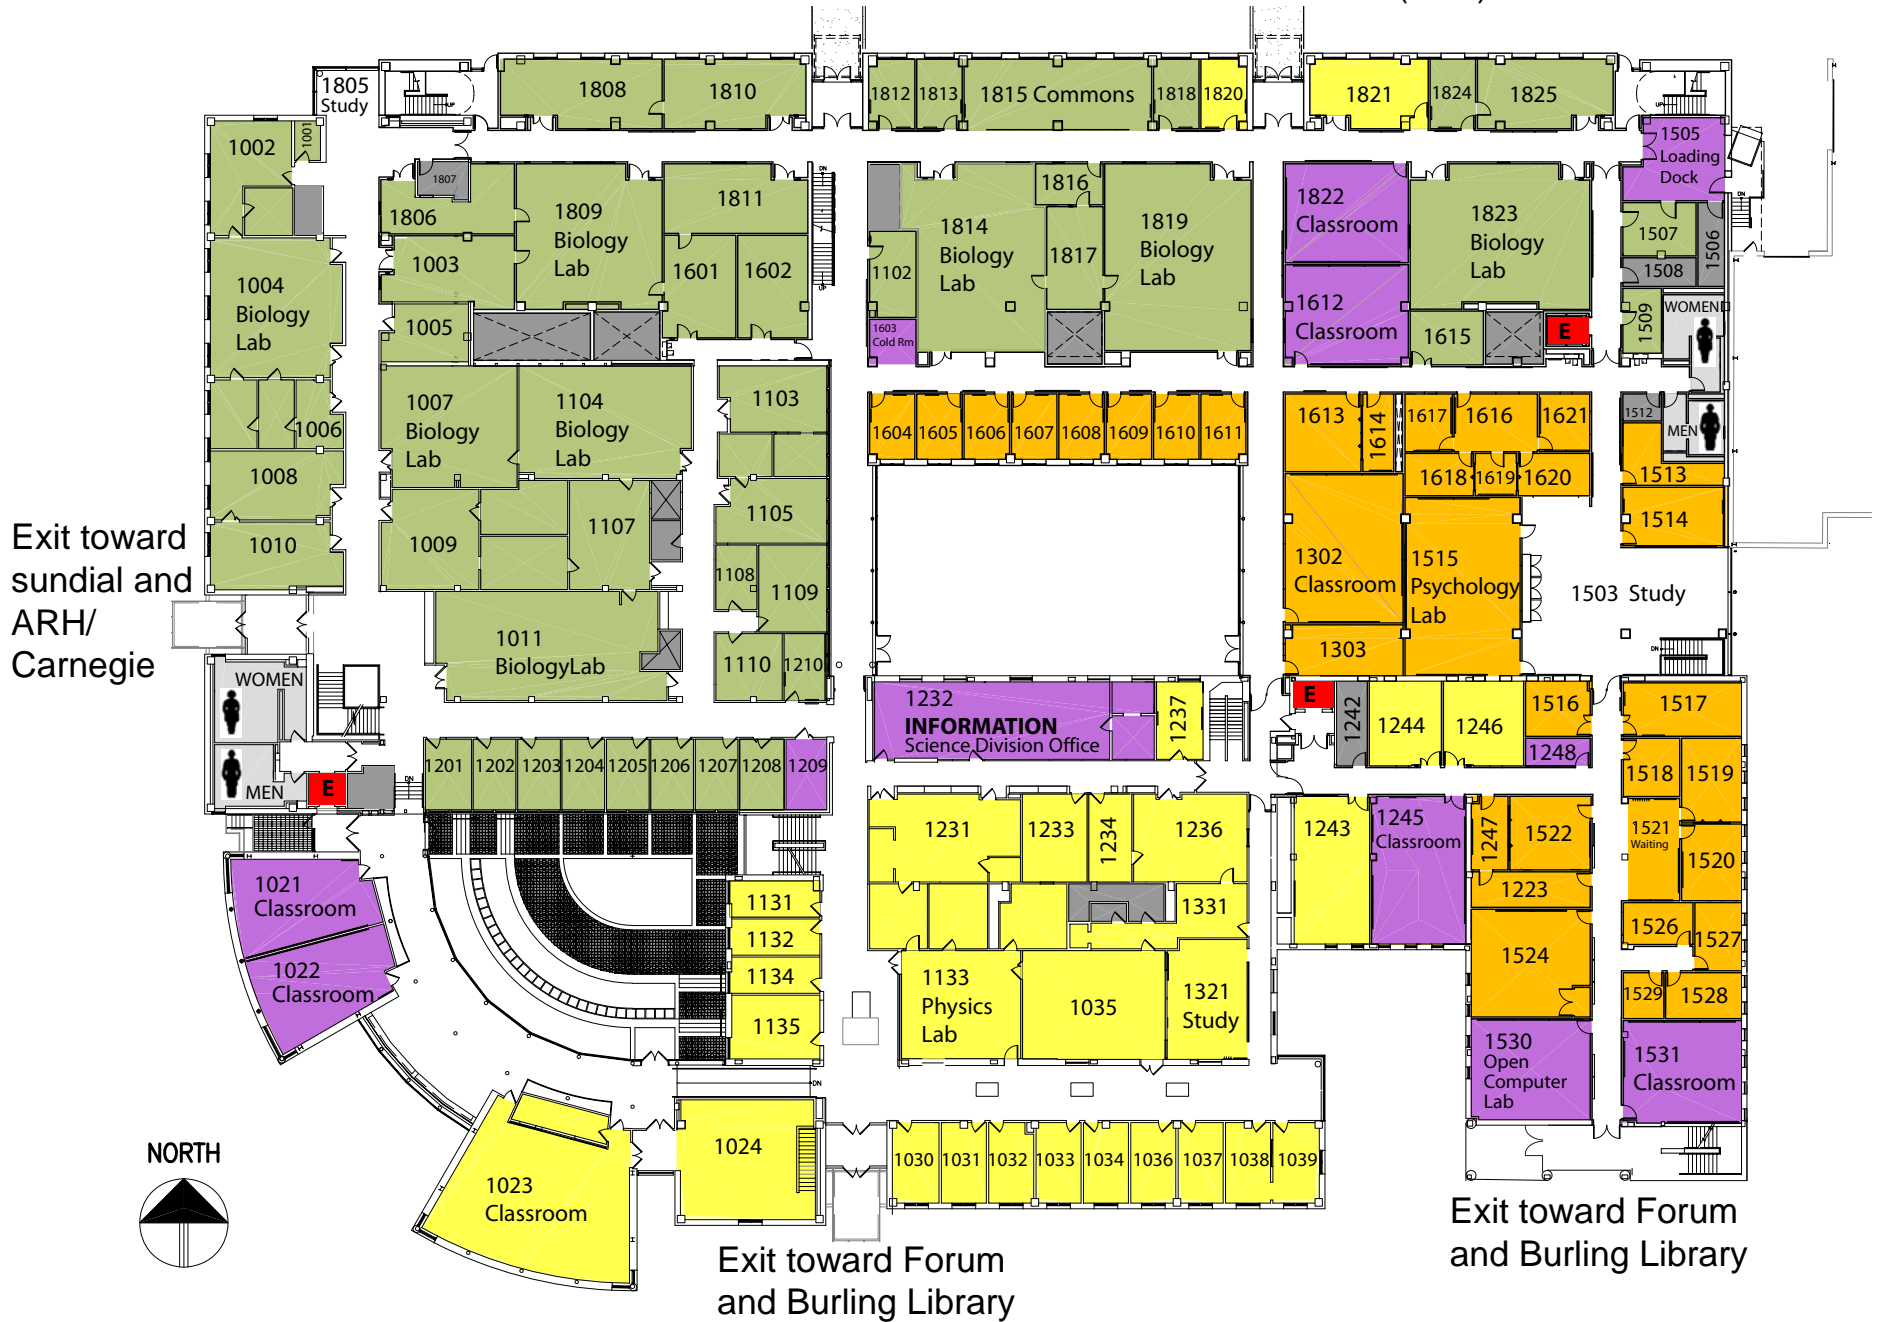 1805
Study
UP
1808
1810
1812
1813
1815 Commons
1818
1820
1821
1824
1825
UP
1505
Loading
Dock
1002
1001
1807
1806
1809
Biology
Lab
1811
DN
1816
1814
Biology
Lab
1817
1819
Biology
Lab
1822
Classroom
1823
Biology
Lab
DN
1507
1506
1508
1003
1601
1602
UP
1102
1004
Biology
Lab
1005
1603
Cold Rm
1612
Classroom
1615
E
1509
WOMEN
1006
1007
Biology
Lab
1104
Biology
Lab
1103
1604
1605
1606
1607
1608
1609
1610
1611
1613
1614
1617
1616
1621
1512
MEN
1618
1619
1620
1513
1008
1514
1105
1107
1009
1010
Exit toward
sundial and
ARH/
Carnegie
1302
Classroom
1515
Psychology
Lab
1503 Study
1108
1109
1011
BiologyLab
1110
1210
1303
DN
WOMEN
1232
INFORMATION
Science Division Office
1237
E
1242
1244
1246
1516
1517
1248
1518
1519
MEN
E
DN
1201
1202
1203
1204
1205
1206
1207
1208
1209
1231
1233
1234
1236
1243
1245
Classroom
1247
1522
1521
Waiting
1520
1021
Classroom
1131
1132
1134
1135
1331
1223
1526
1527
1022
Classroom
1133
Physics
Lab
1035
1321
Study
1524
1529
1528
1530
Open
Computer
Lab
1531
Classroom
DN
1024
1023
Classroom
1030
1031
1032
1033
1034
1036
1037
1038
1039
NORTH
Exit toward Forum
and Burling Library
Exit toward Forum
and Burling Library